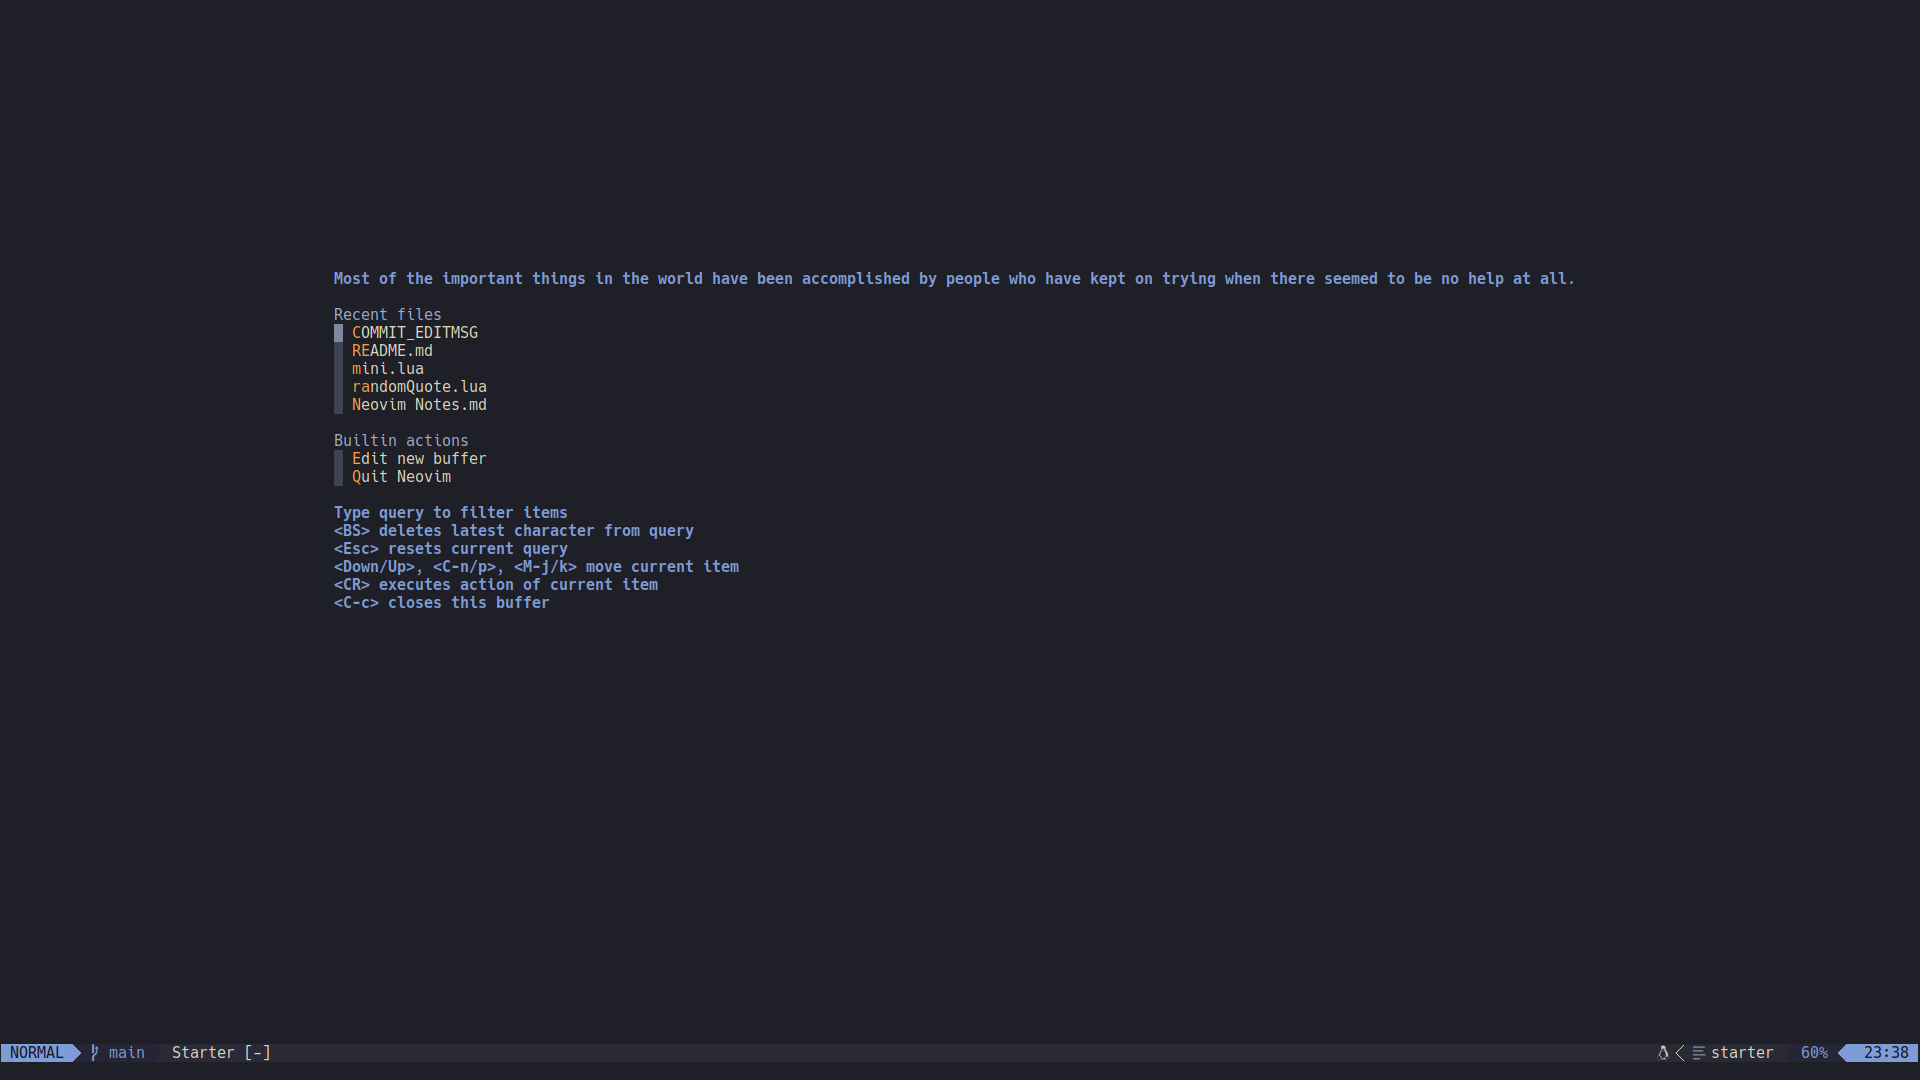 Most of the important things in the world have been accomplished by people who have kept on trying when there seemed to be no help at all.
Recent files
COMMIT_EDITMSG
README.md
mini.lua
randomQuote.lua
Neovim Notes.md
Builtin actions
Edit new buffer
Quit Neovim
Type query to filter items
<BS> deletes latest character from query
<Esc> resets current query
<Down/Up>, <C-n/p>, <M-j/k> move current item
<CR> executes action of current item
<C-c> closes this buffer
NORMAL main Starter [-] starter 60% 23:38